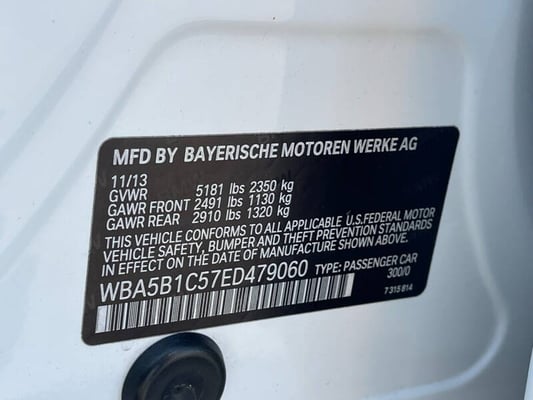 MFD BY BAYERISCHE MOTOREN WERKE AG
11/13
GVWR 5181 lbs 2350 kg
GAWR FRONT 2491 lbs 1130 kg
GAWR REAR 2910 lbs 1320 kg
THIS VEHICLE CONFORMS TO ALL APPLICABLE U.S.FEDERAL MOTOR
VEHICLE SAFETY, BUMPER AND THEFT PREVENTION STANDARDS
IN EFFECT ON THE DATE OF MANUFACTURE SHOWN ABOVE.
WBA5B1C57ED479060 TYPE: PASSENGER CAR
300/0
7 315 814